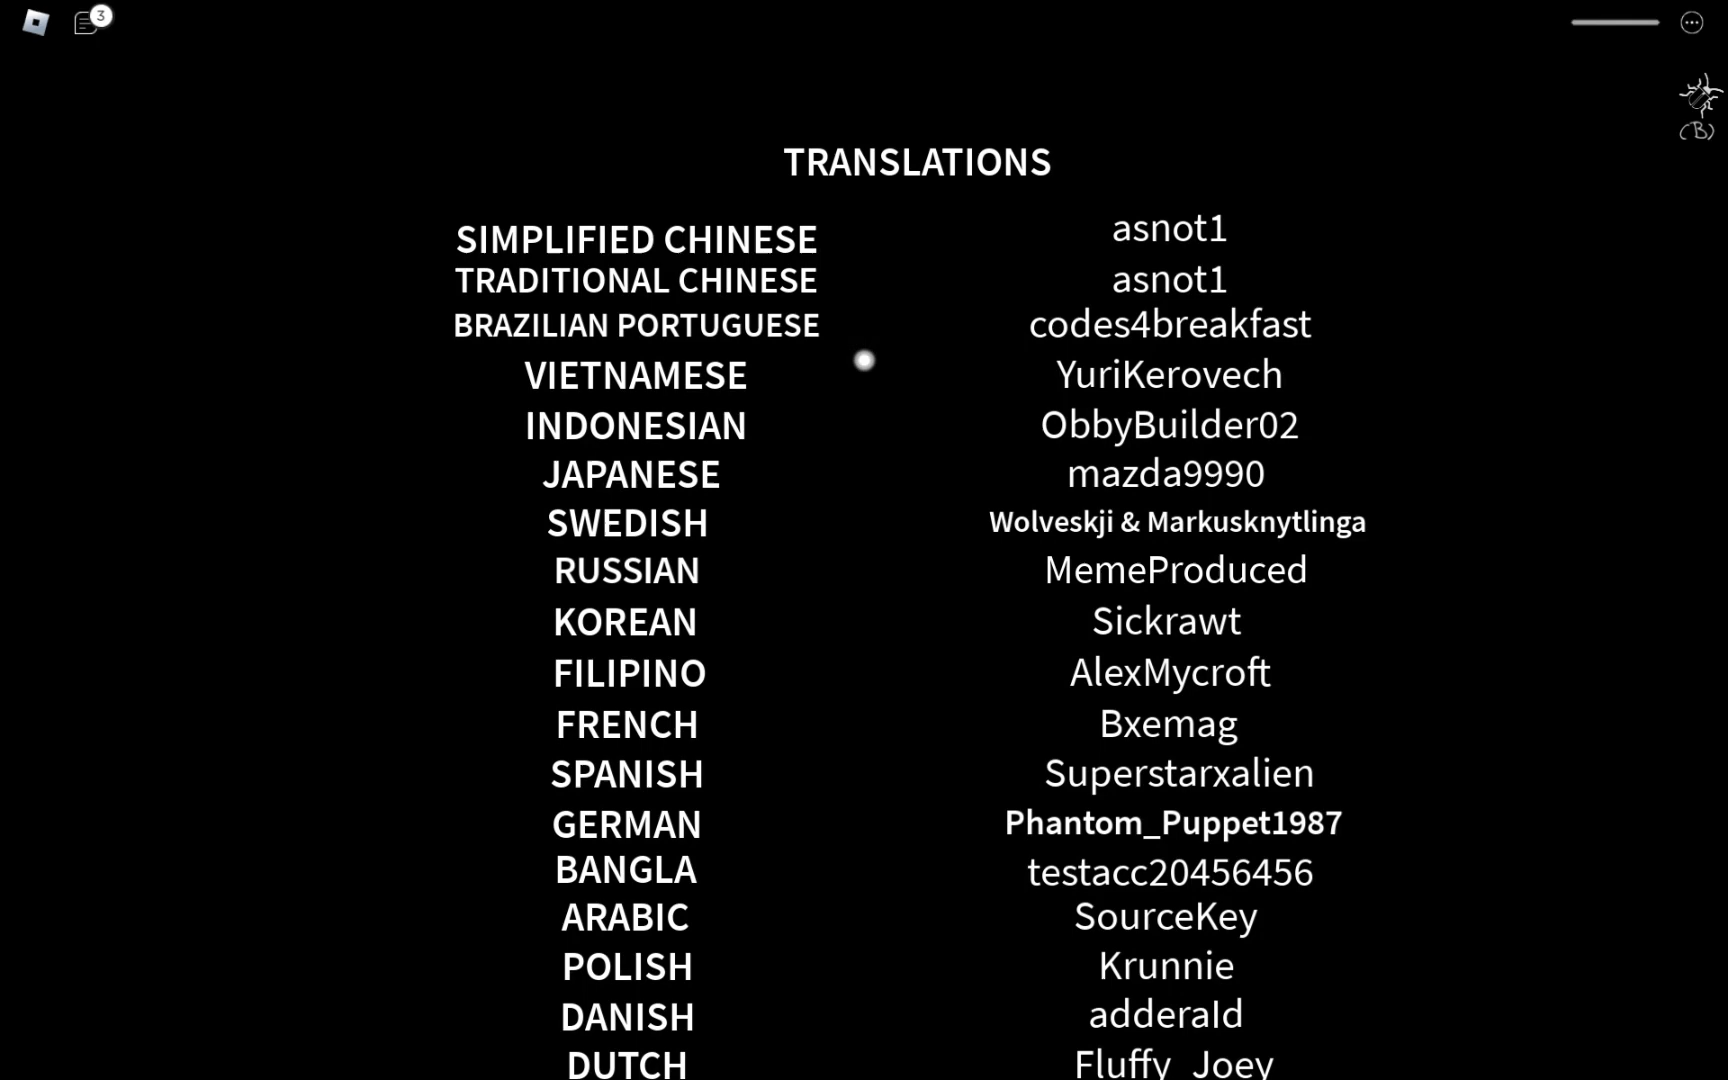 3
(B)
TRANSLATIONS
SIMPLIFIED CHINESE asnot1
TRADITIONAL CHINESE asnot1
BRAZILIAN PORTUGUESE codes4breakfast
VIETNAMESE YuriKerovech
INDONESIAN ObbyBuilder02
JAPANESE mazda9990
SWEDISH Wolveskji & Markusknytlinga
RUSSIAN MemeProduced
KOREAN Sickrawt
FILIPINO AlexMycroft
FRENCH Bxemag
SPANISH Superstarxalien
GERMAN Phantom_Puppet1987
BANGLA testacc20456456
ARABIC SourceKey
POLISH Krunnie
DANISH adderald
DUTCH Fluffy_Joey